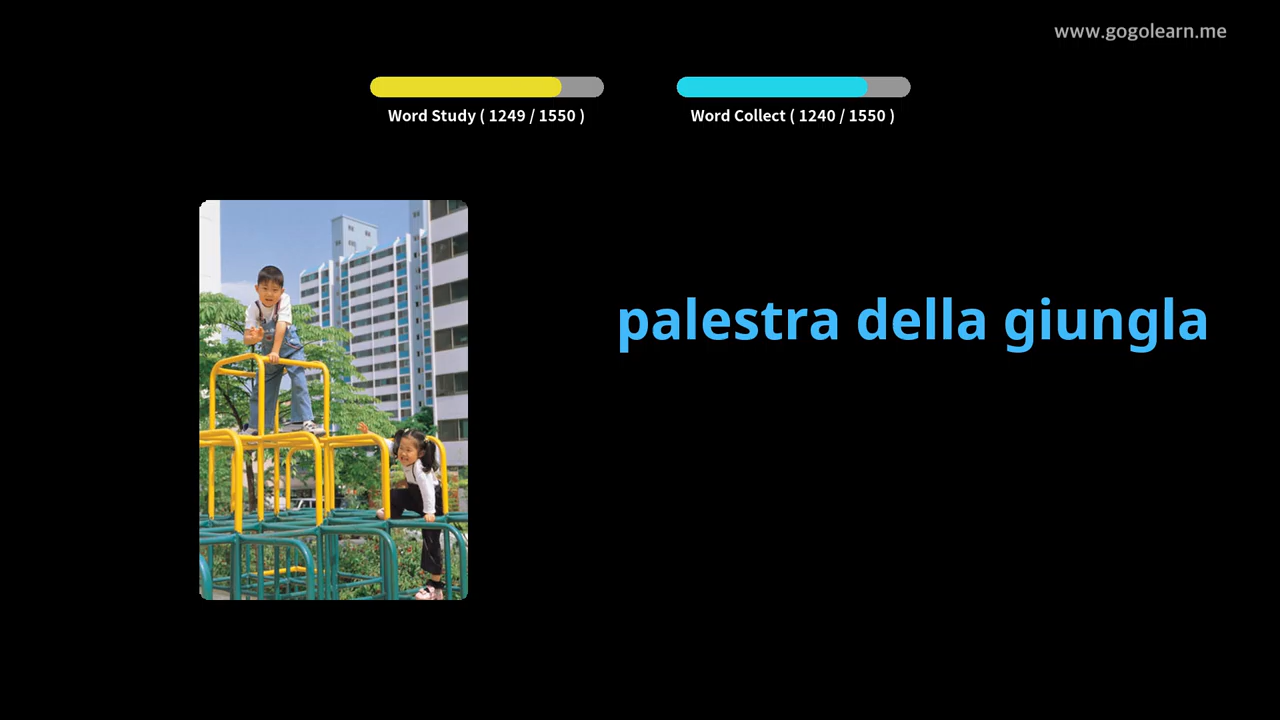 www.gogolearn.me
Word Study ( 1249 / 1550 )
Word Collect ( 1240 / 1550 )
palestra della giungla